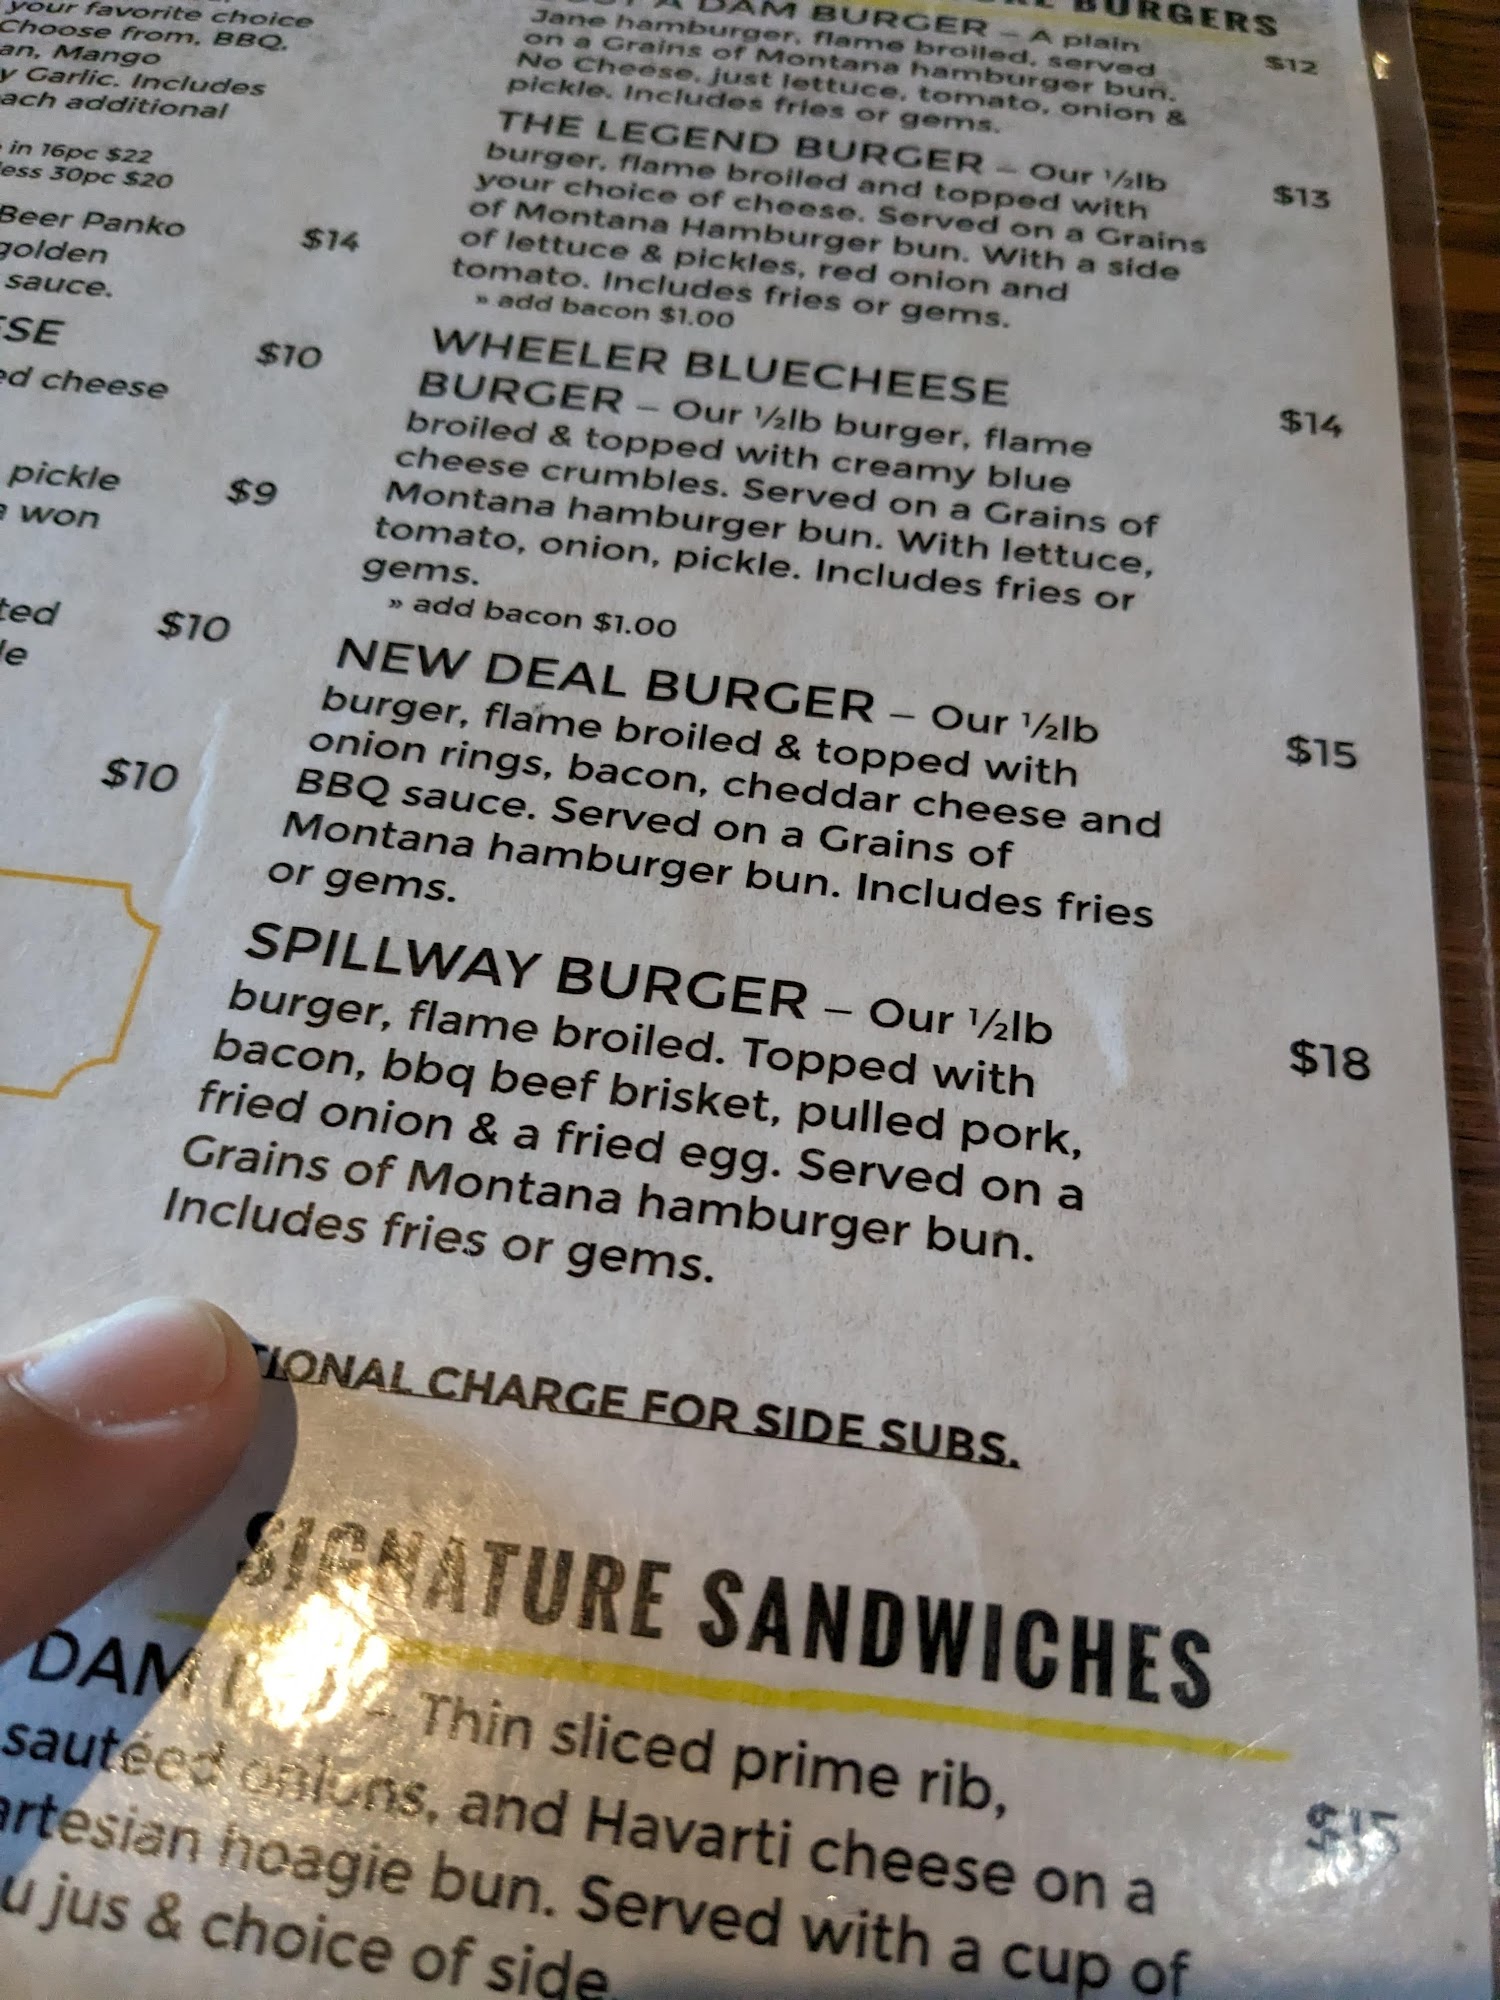 your favorite choice
Choose from, BBQ,
an, Mango
y Garlic. Includes
ach additional
in 16pc $22
less 30pc $20
Beer Panko
golden
sauce.
$14
SE
ed cheese
$10
pickle
won
$9
ted
le
$10
$10
BURGERS
A DAM BURGER – A plain
Jane hamburger, flame broiled, served
on a Grains of Montana hamburger bun.
No Cheese, just lettuce, tomato, onion &
pickle. Includes fries or gems.
$12
THE LEGEND BURGER – Our ½lb
burger, flame broiled and topped with
your choice of cheese. Served on a Grains
of Montana Hamburger bun. With a side
of lettuce & pickles, red onion and
tomato. Includes fries or gems.
» add bacon $1.00
$13
WHEELER BLUECHEESE
BURGER – Our ½lb burger, flame
broiled & topped with creamy blue
cheese crumbles. Served on a Grains of
Montana hamburger bun. With lettuce,
tomato, onion, pickle. Includes fries or
gems.
» add bacon $1.00
$14
NEW DEAL BURGER – Our ½lb
burger, flame broiled & topped with
onion rings, bacon, cheddar cheese and
BBQ sauce. Served on a Grains of
Montana hamburger bun. Includes fries
or gems.
$15
SPILLWAY BURGER – Our ½lb
burger, flame broiled. Topped with
bacon, bbq beef brisket, pulled pork,
fried onion & a fried egg. Served on a
Grains of Montana hamburger bun.
Includes fries or gems.
$18
TIONAL CHARGE FOR SIDE SUBS.
SIGNATURE SANDWICHES
DAM – Thin sliced prime rib,
sautéed onions, and Havarti cheese on a
artesian hoagie bun. Served with a cup of
u jus & choice of side
$15